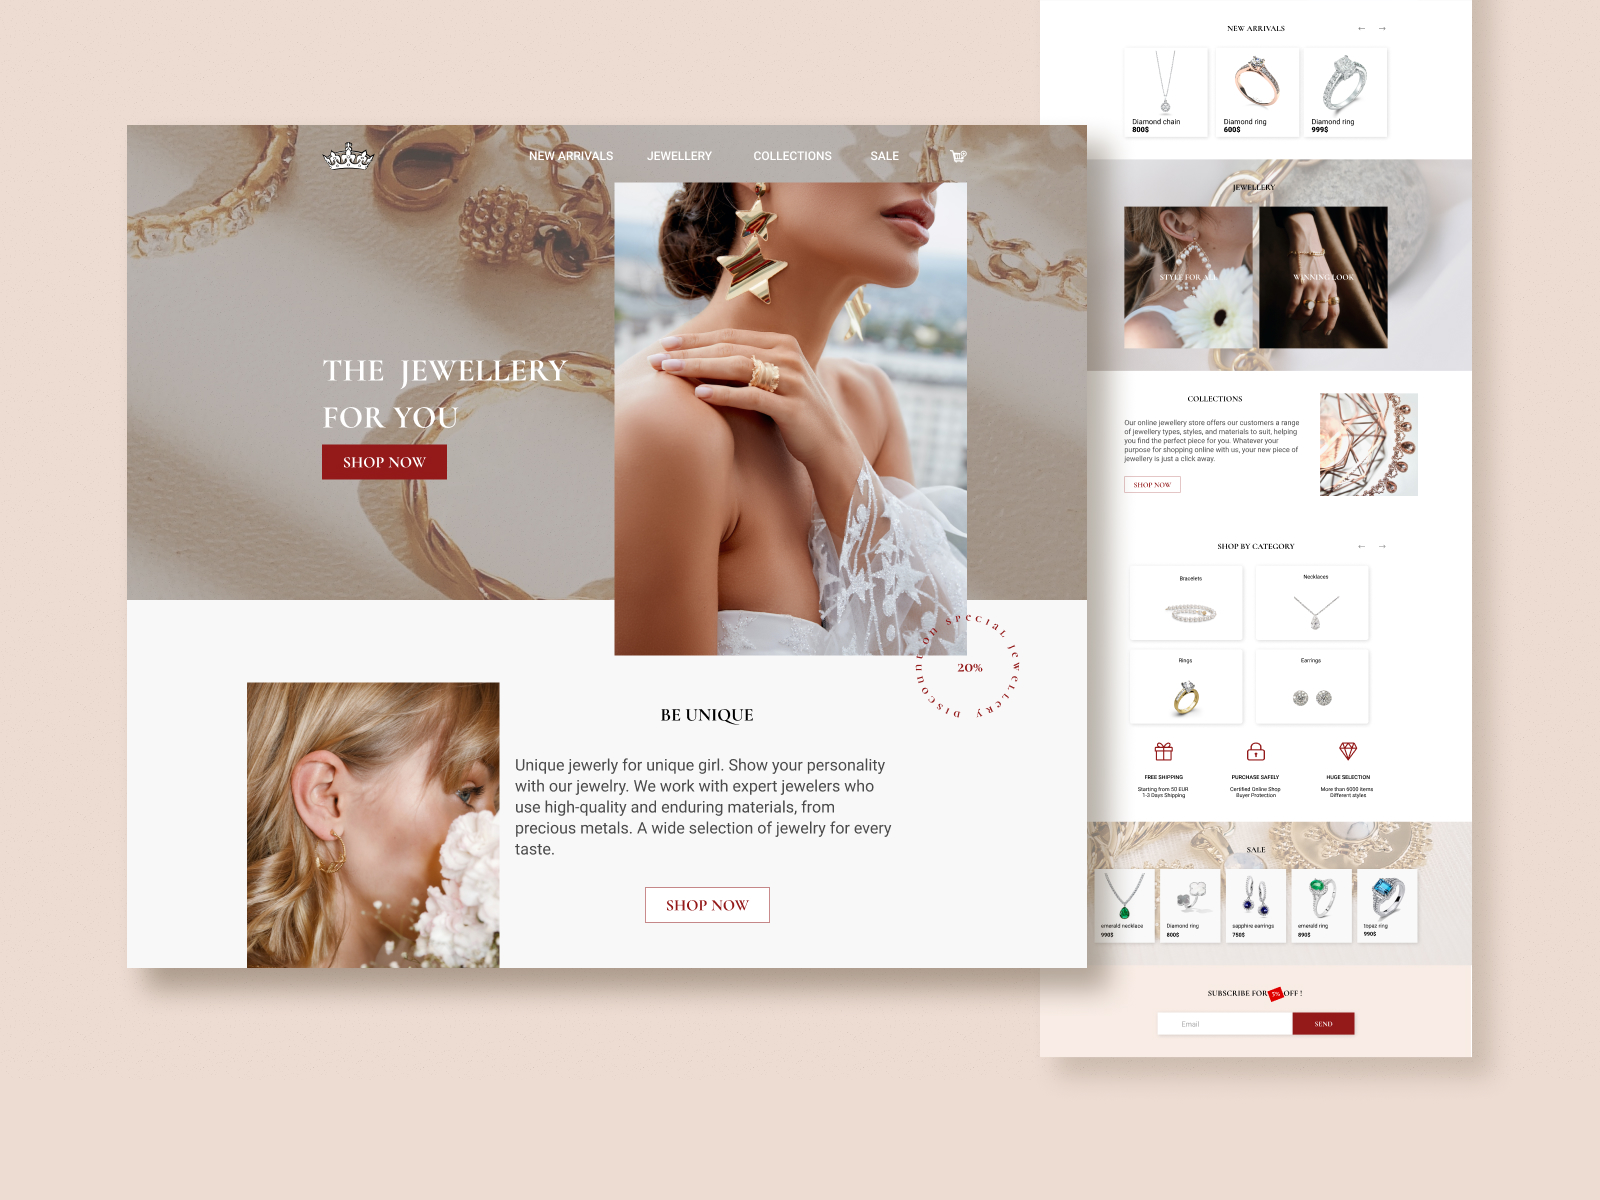 NEW ARRIVALS JEWELLERY COLLECTIONS SALE
THE JEWELLERY
FOR YOU
SHOP NOW
DISCOUNT ON SPECIAL JEWELLERY
20%
BE UNIQUE
Unique jewerly for unique girl. Show your personality
with our jewelry. We work with expert jewelers who
use high-quality and enduring materials, from
precious metals. A wide selection of jewelry for every
taste.
SHOP NOW
NEW ARRIVALS
← →
Diamond chain
800$
Diamond ring
600$
Diamond ring
999$
JEWELLERY
STYLE FOR ALL
WINNING LOOK
COLLECTIONS
Our online jewellery store offers our customers a range
of jewellery types, styles, and materials to suit, helping
you find the perfect piece for you. Whatever your
purpose for shopping online with us, your new piece of
jewellery is just a click away.
SHOP NOW
SHOP BY CATEGORY
← →
Bracelets
Necklaces
Rings
Earrings
FREE SHIPPING
Starting from 50 EUR
1-3 Days Shipping
PURCHASE SAFELY
Certified Online Shop
Buyer Protection
HUGE SELECTION
More than 6000 items
Different styles
SALE
emerald necklace
990$
Diamond ring
800$
sapphire earrings
750$
emerald ring
890$
topaz ring
990$
SUBSCRIBE FOR 5% OFF !
Email
SEND